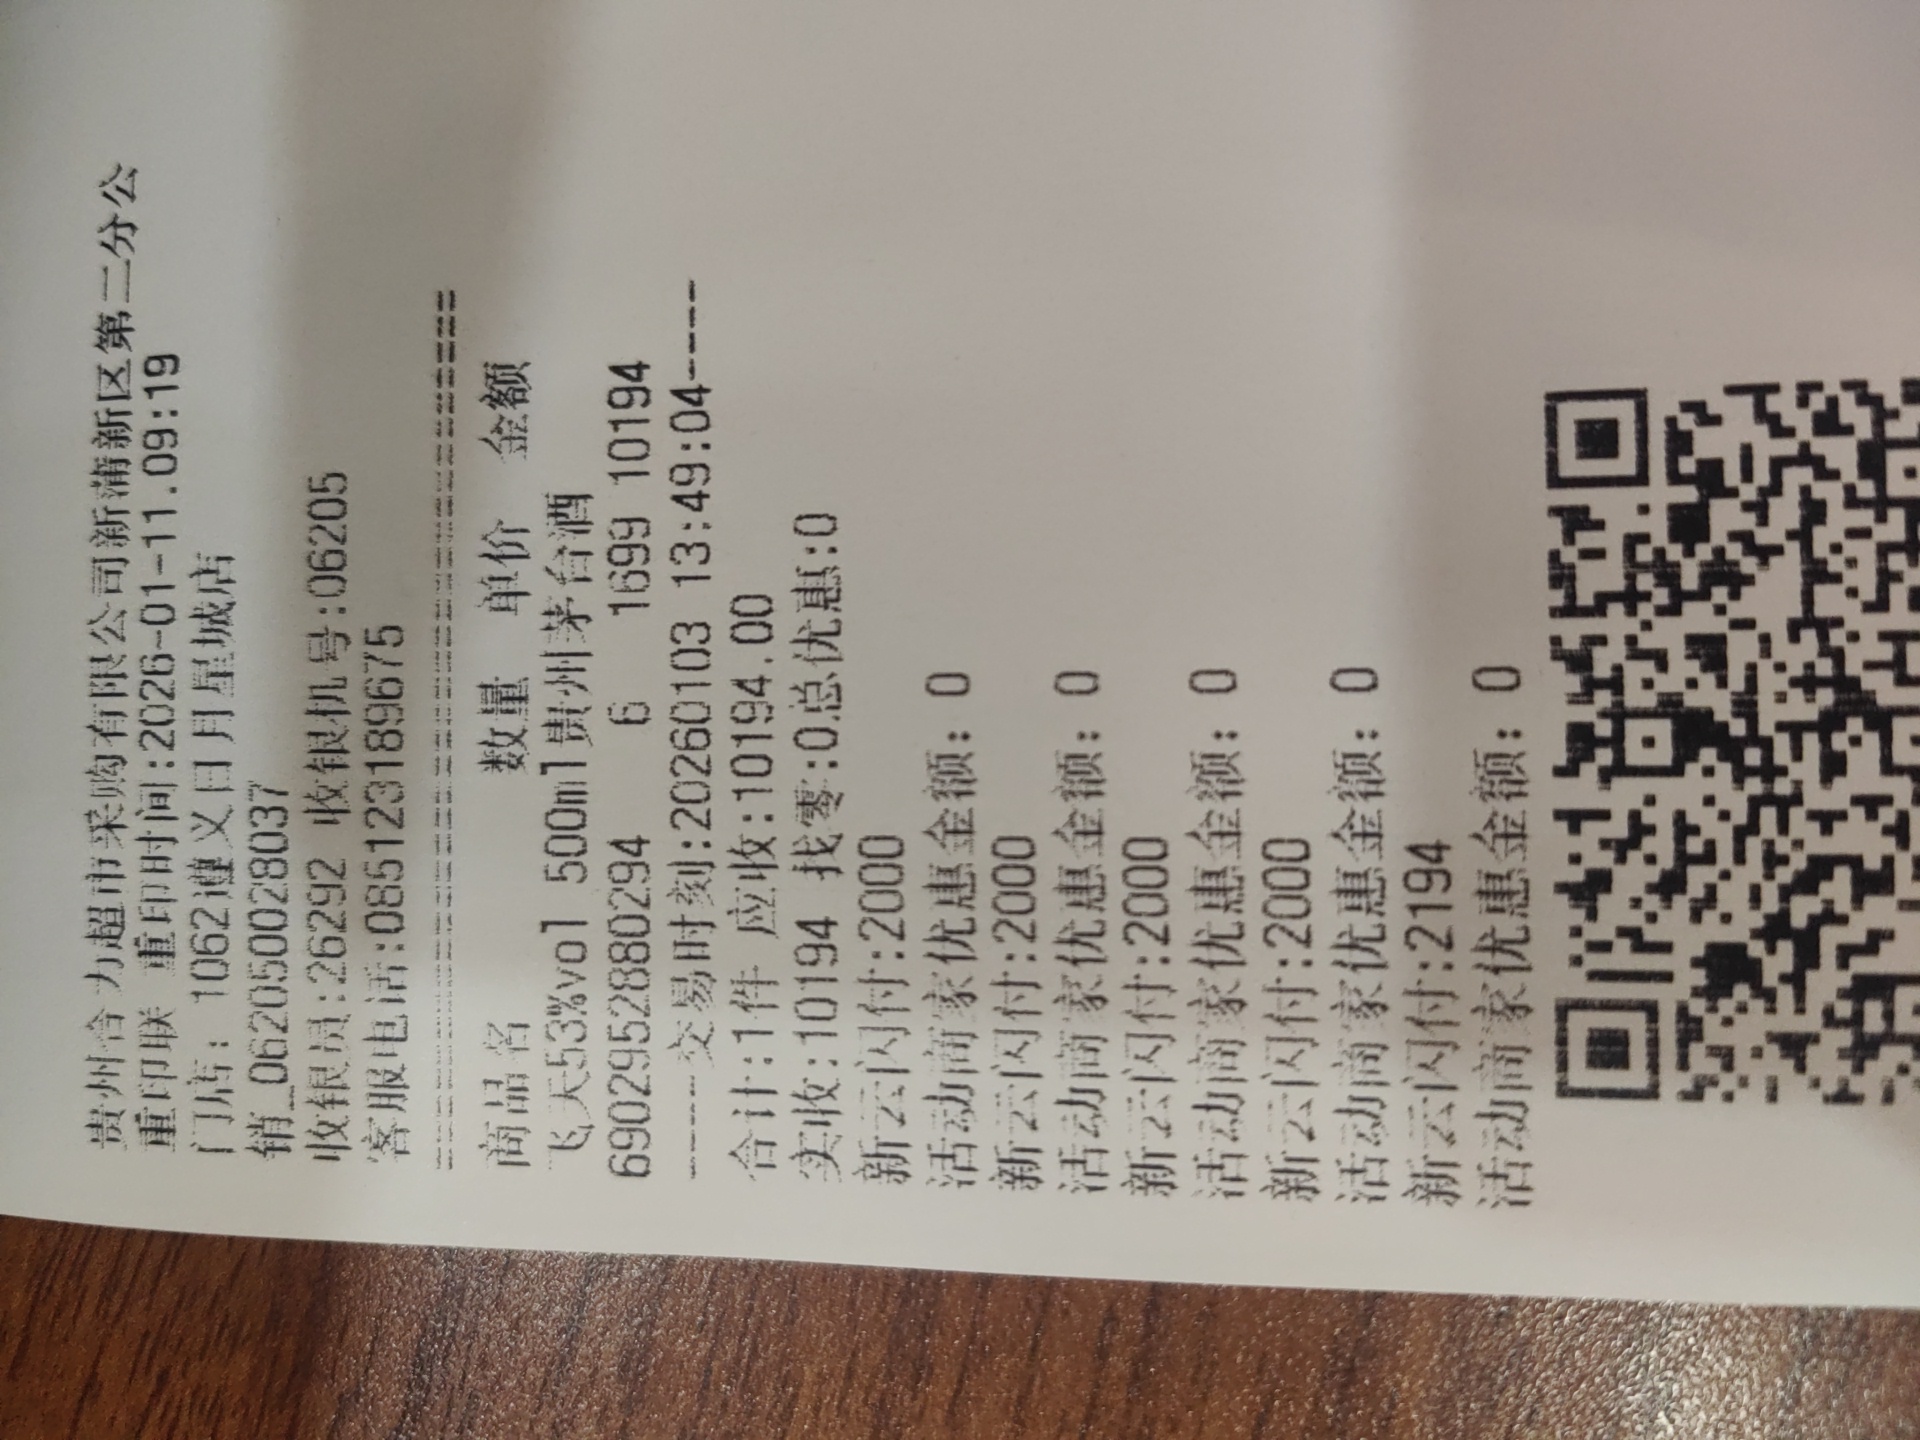 贵州合力超市采购有限公司新蒲新区第二分公
重印联 重印时间:2026-01-11.09:19
门店: 1062遵义日月星城店
销_0620500028037
收银员:26292 收银机号:06205
客服电话:085123189675
商品名 数量 单价 金额
飞天53%vol 500ml贵州茅台酒
6902952880294 6 1699 10194
-----交易时刻:20260103 13:49:04----
合计:1件 应收:10194.00
实收:10194 找零:0总优惠:0
新云闪付:2000
活动商家优惠金额: 0
新云闪付:2000
活动商家优惠金额: 0
新云闪付:2000
活动商家优惠金额: 0
新云闪付:2000
活动商家优惠金额: 0
新云闪付:2194
活动商家优惠金额: 0